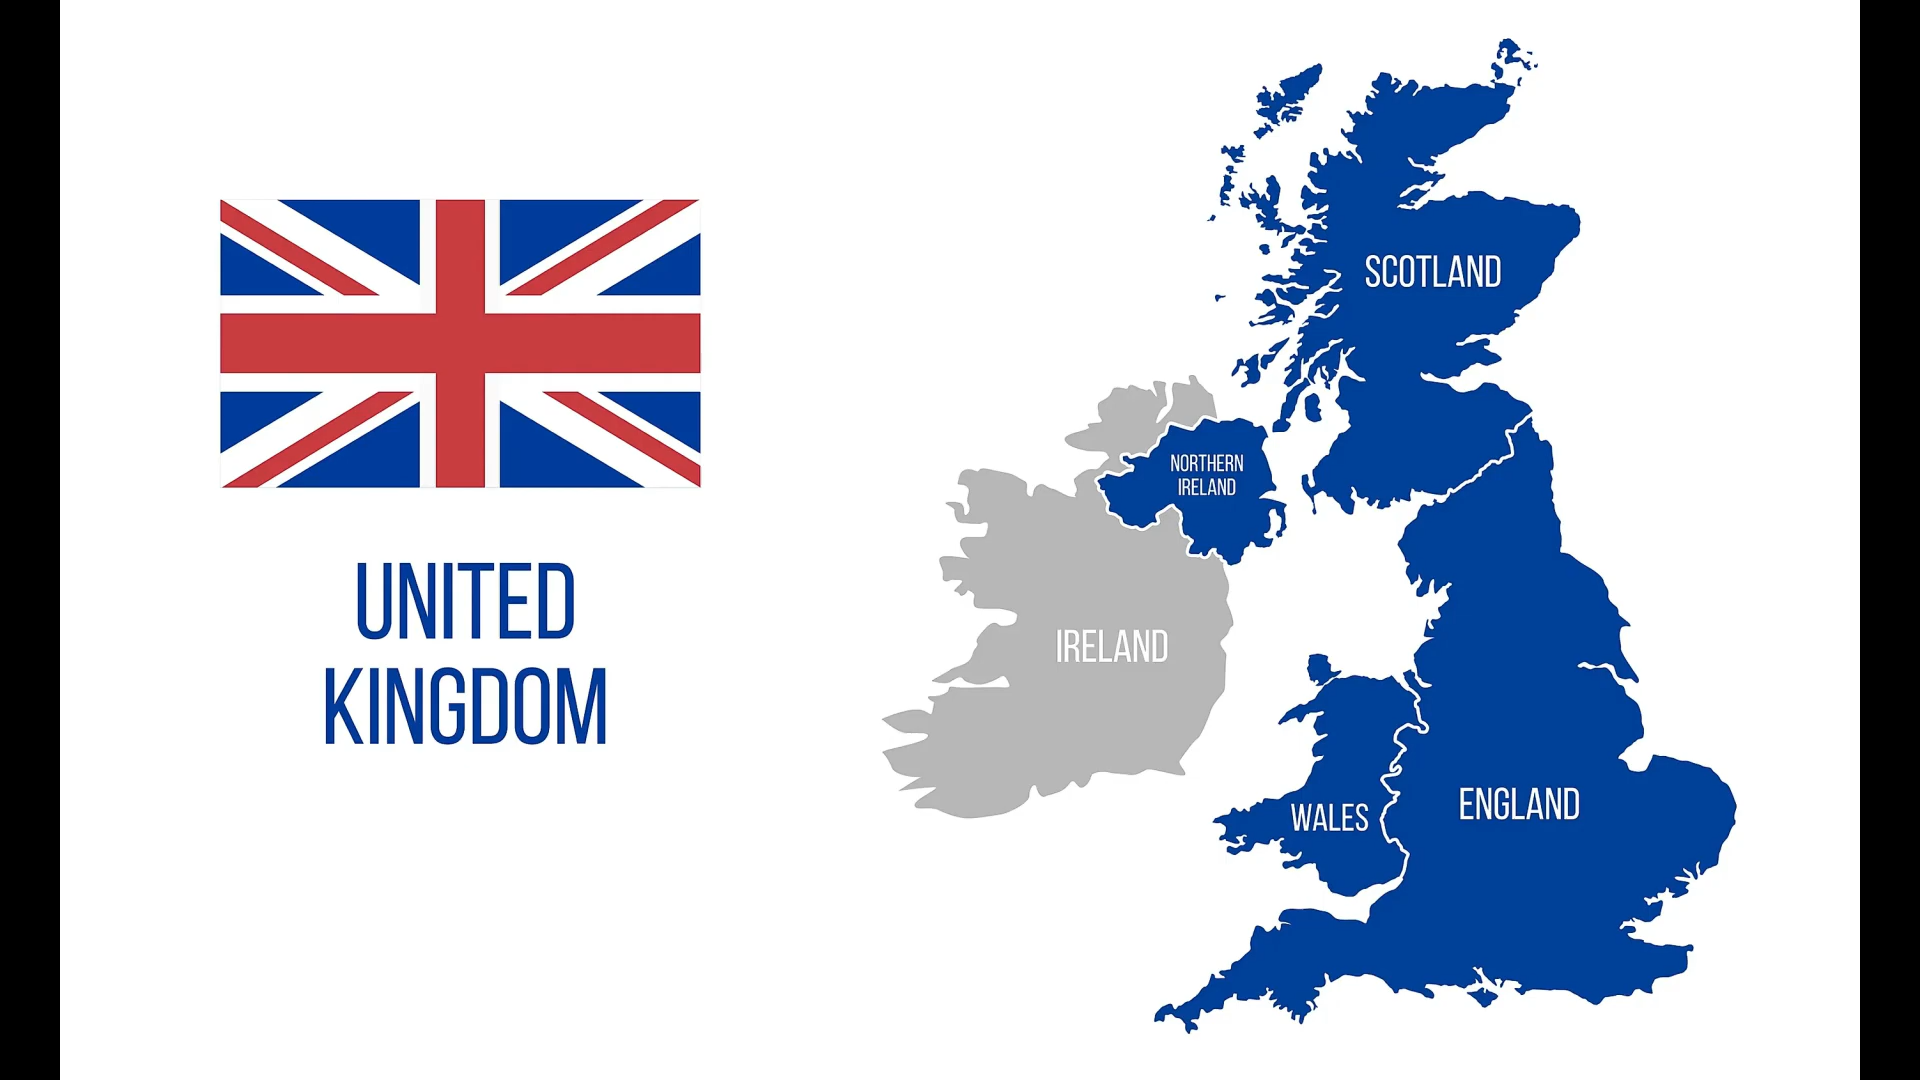 UNITED
KINGDOM
SCOTLAND
NORTHERN
IRELAND
IRELAND
WALES
ENGLAND